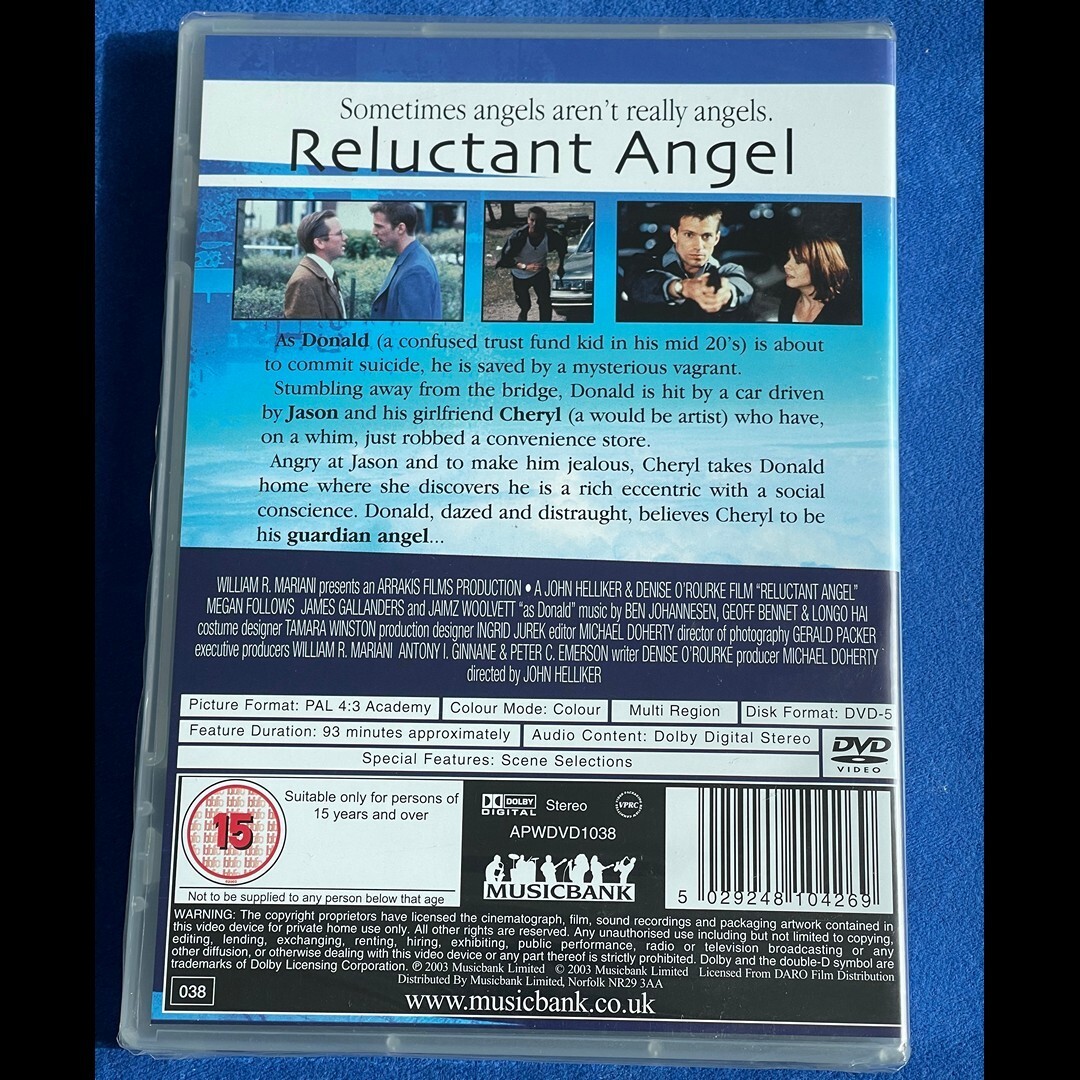 Sometimes angels aren't really angels.
Reluctant Angel
As Donald (a confused trust fund kid in his mid 20's) is about
to commit suicide, he is saved by a mysterious vagrant.
Stumbling away from the bridge, Donald is hit by a car driven
by Jason and his girlfriend Cheryl (a would be artist) who have,
on a whim, just robbed a convenience store.
Angry at Jason and to make him jealous, Cheryl takes Donald
home where she discovers he is a rich eccentric with a social
conscience. Donald, dazed and distraught, believes Cheryl to be
his guardian angel...
WILLIAM R. MARIANI presents an ARRAKIS FILMS PRODUCTION • A JOHN HELLIKER & DENISE O'ROURKE FILM "RELUCTANT ANGEL"
MEGAN FOLLOWS JAMES GALLANDERS and JAIMZ WOOLVETT "as Donald" music by BEN JOHANNESEN, GEOFF BENNET & LONGO HAI
costume designer TAMARA WINSTON production designer INGRID JUREK editor MICHAEL DOHERTY director of photography GERALD PACKER
executive producers WILLIAM R. MARIANI ANTONY I. GINNANE & PETER C. EMERSON writer DENISE O'ROURKE producer MICHAEL DOHERTY
directed by JOHN HELLIKER
Picture Format: PAL 4:3 Academy Colour Mode: Colour Multi Region Disk Format: DVD-5
Feature Duration: 93 minutes approximately Audio Content: Dolby Digital Stereo
DVD
VIDEO
Special Features: Scene Selections
15
Suitable only for persons of
15 years and over
Not to be supplied to any person below that age
DOLBY
DIGITAL
Stereo
VPRC
APWDVD1038
MUSICBANK
5 029248 104269
WARNING: The copyright proprietors have licensed the cinematograph, film, sound recordings and packaging artwork contained in
this video device for private home use only. All other rights are reserved. Any unauthorised use including but not limited to copying,
editing, lending, exchanging, renting, hiring, exhibiting, public performance, radio or television broadcasting or any
other diffusion, or otherwise dealing with this video device or any part thereof is strictly prohibited. Dolby and the double-D symbol are
trademarks of Dolby Licensing Corporation. ℗ 2003 Musicbank Limited © 2003 Musicbank Limited Licensed From DARO Film Distribution
Distributed By Musicbank Limited, Norfolk NR29 3AA
038
www.musicbank.co.uk